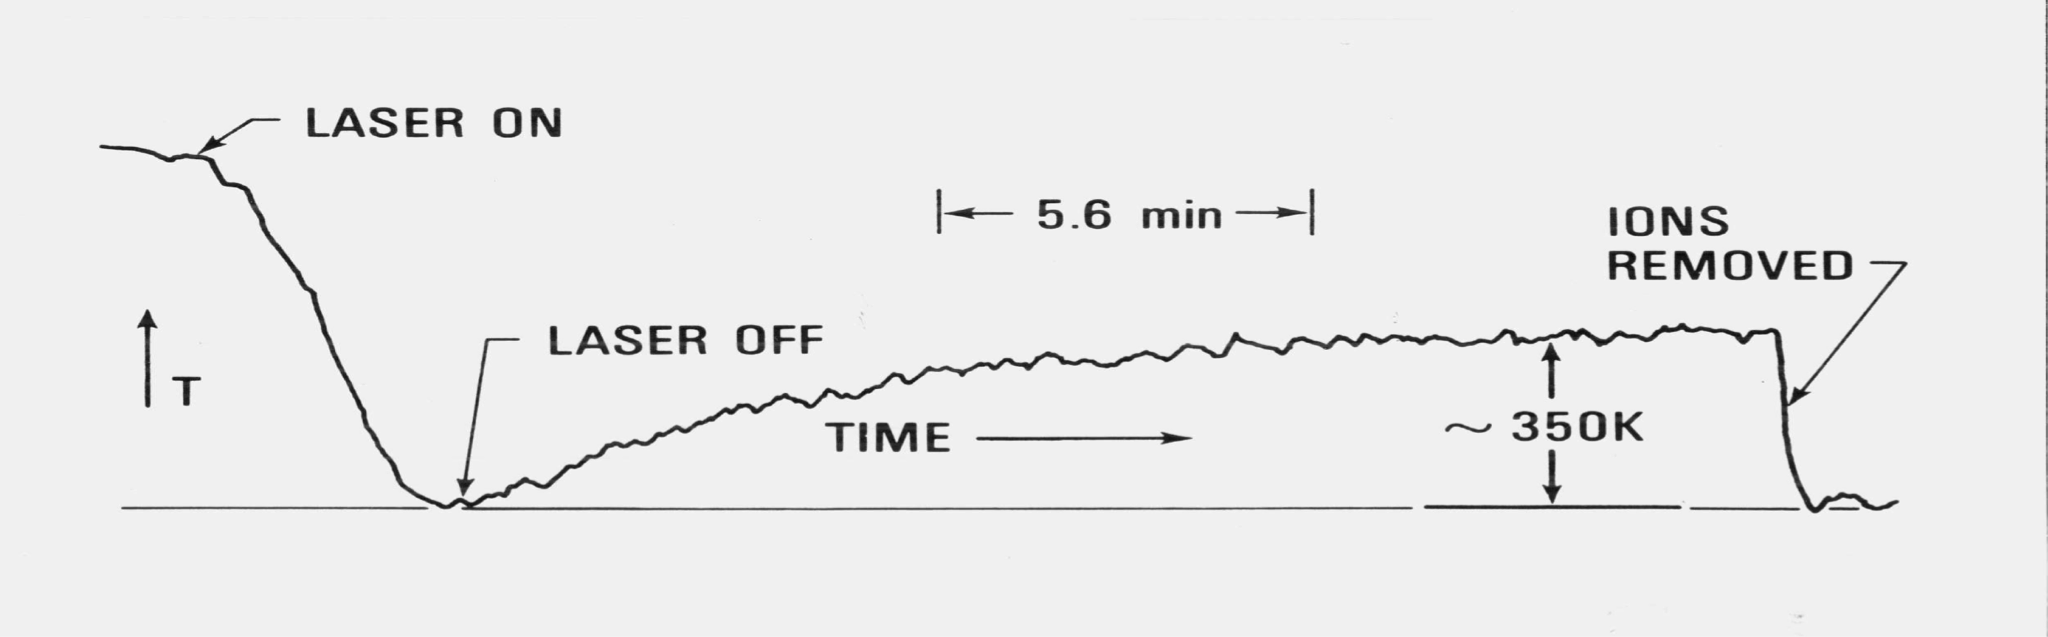 LASER ON
5.6 min
IONS
REMOVED
LASER OFF
T
TIME
~ 350K